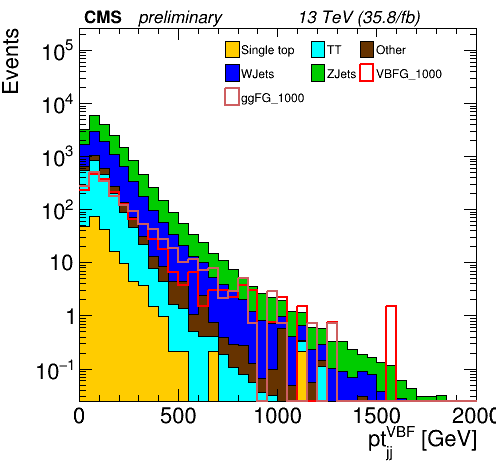 CMS preliminary 13 TeV (35.8/fb)
Events
Single top TT Other
WJets ZJets VBFG_1000
ggFG_1000
10⁵
10⁴
10³
10²
10
1
10⁻¹
0 500 1000 1500 2000
pt_jj^VBF [GeV]